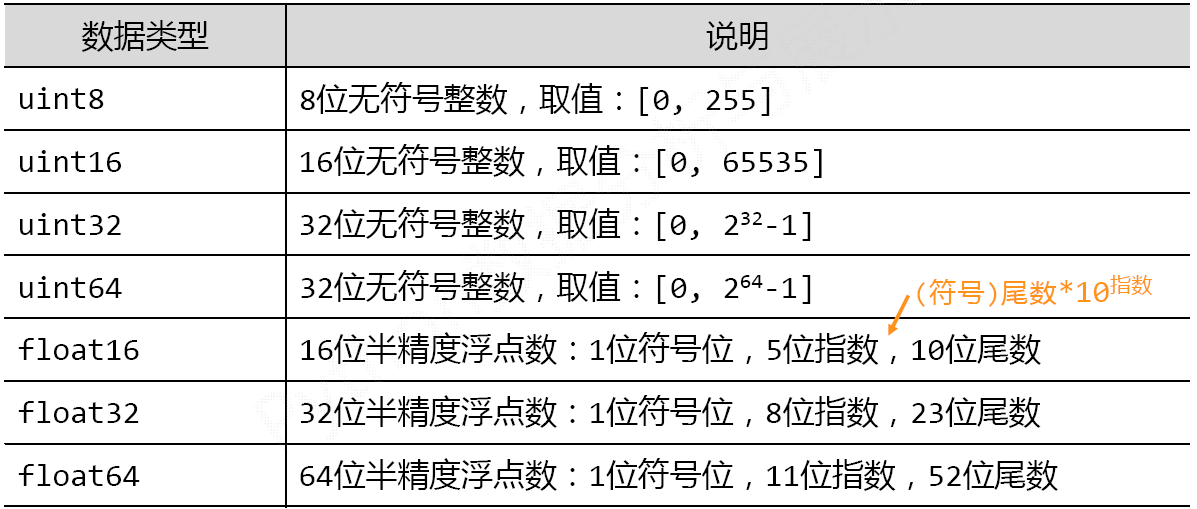 数据类型 说明
uint8 8位无符号整数，取值：[0, 255]
uint16 16位无符号整数，取值：[0, 65535]
uint32 32位无符号整数，取值：[0, 2³²-1]
uint64 32位无符号整数，取值：[0, 2⁶⁴-1]
(符号)尾数*10指数
float16 16位半精度浮点数：1位符号位，5位指数，10位尾数
float32 32位半精度浮点数：1位符号位，8位指数，23位尾数
float64 64位半精度浮点数：1位符号位，11位指数，52位尾数